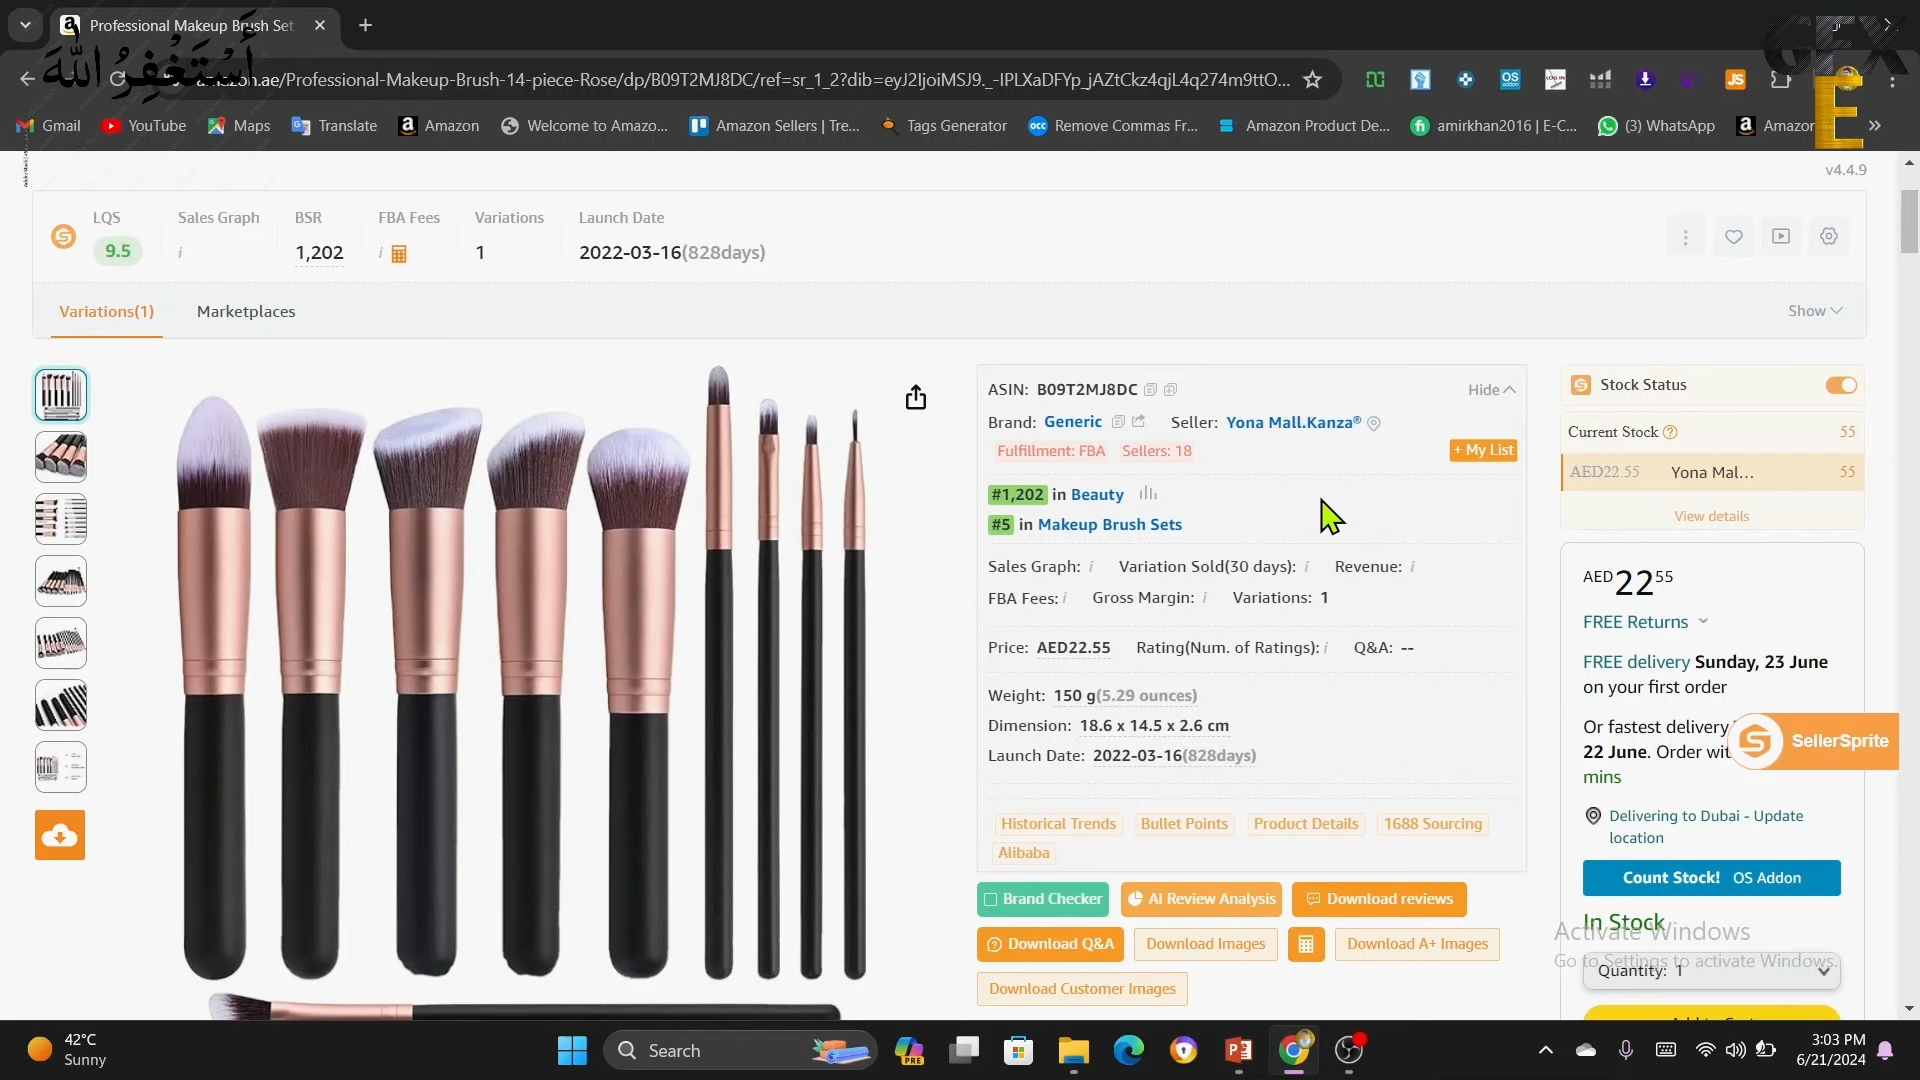 Professional Makeup Brush Set
GFX
أَسْتَغْفِرُ اللّٰهَ
amazon.ae/Professional-Makeup-Brush-14-piece-Rose/dp/B09T2MJ8DC/ref=sr_1_2?dib=eyJ2IjoiMSJ9._-IPLXaDFYp_jAZtCkz4qjL4q274m9ttO...
E
Gmail YouTube Maps Translate Amazon Welcome to Amazo... Amazon Sellers | Tre... Tags Generator Remove Commas Fr... Amazon Product De... amirkhan2016 | E-C... (3) WhatsApp Amazon
v4.4.9
LQS Sales Graph BSR FBA Fees Variations Launch Date
9.5 i 1,202 i 1 2022-03-16(828days)
Variations(1) Marketplaces Show
ASIN: B09T2MJ8DC Hide
Brand: Generic Seller: Yona Mall.Kanza®
Fulfillment: FBA Sellers: 18 + My List
#1,202 in Beauty
#5 in Makeup Brush Sets
Sales Graph: i Variation Sold(30 days): i Revenue: i
FBA Fees: i Gross Margin: i Variations: 1
Price: AED22.55 Rating(Num. of Ratings): i Q&A: --
Weight: 150 g(5.29 ounces)
Dimension: 18.6 x 14.5 x 2.6 cm
Launch Date: 2022-03-16(828days)
Historical Trends Bullet Points Product Details 1688 Sourcing
Alibaba
Brand Checker AI Review Analysis Download reviews
Download Q&A Download Images Download A+ Images
Download Customer Images
Stock Status
Current Stock 55
AED22.55 Yona Mal... 55
View details
AED22 55
FREE Returns
FREE delivery Sunday, 23 June
on your first order
Or fastest delivery
22 June. Order wit
mins
SellerSprite
Delivering to Dubai - Update
location
Count Stock! OS Addon
In Stock
Activate Windows
Go to Settings to activate Windows.
Quantity: 1
42°C
Sunny
Search
PRE
3:03 PM
6/21/2024